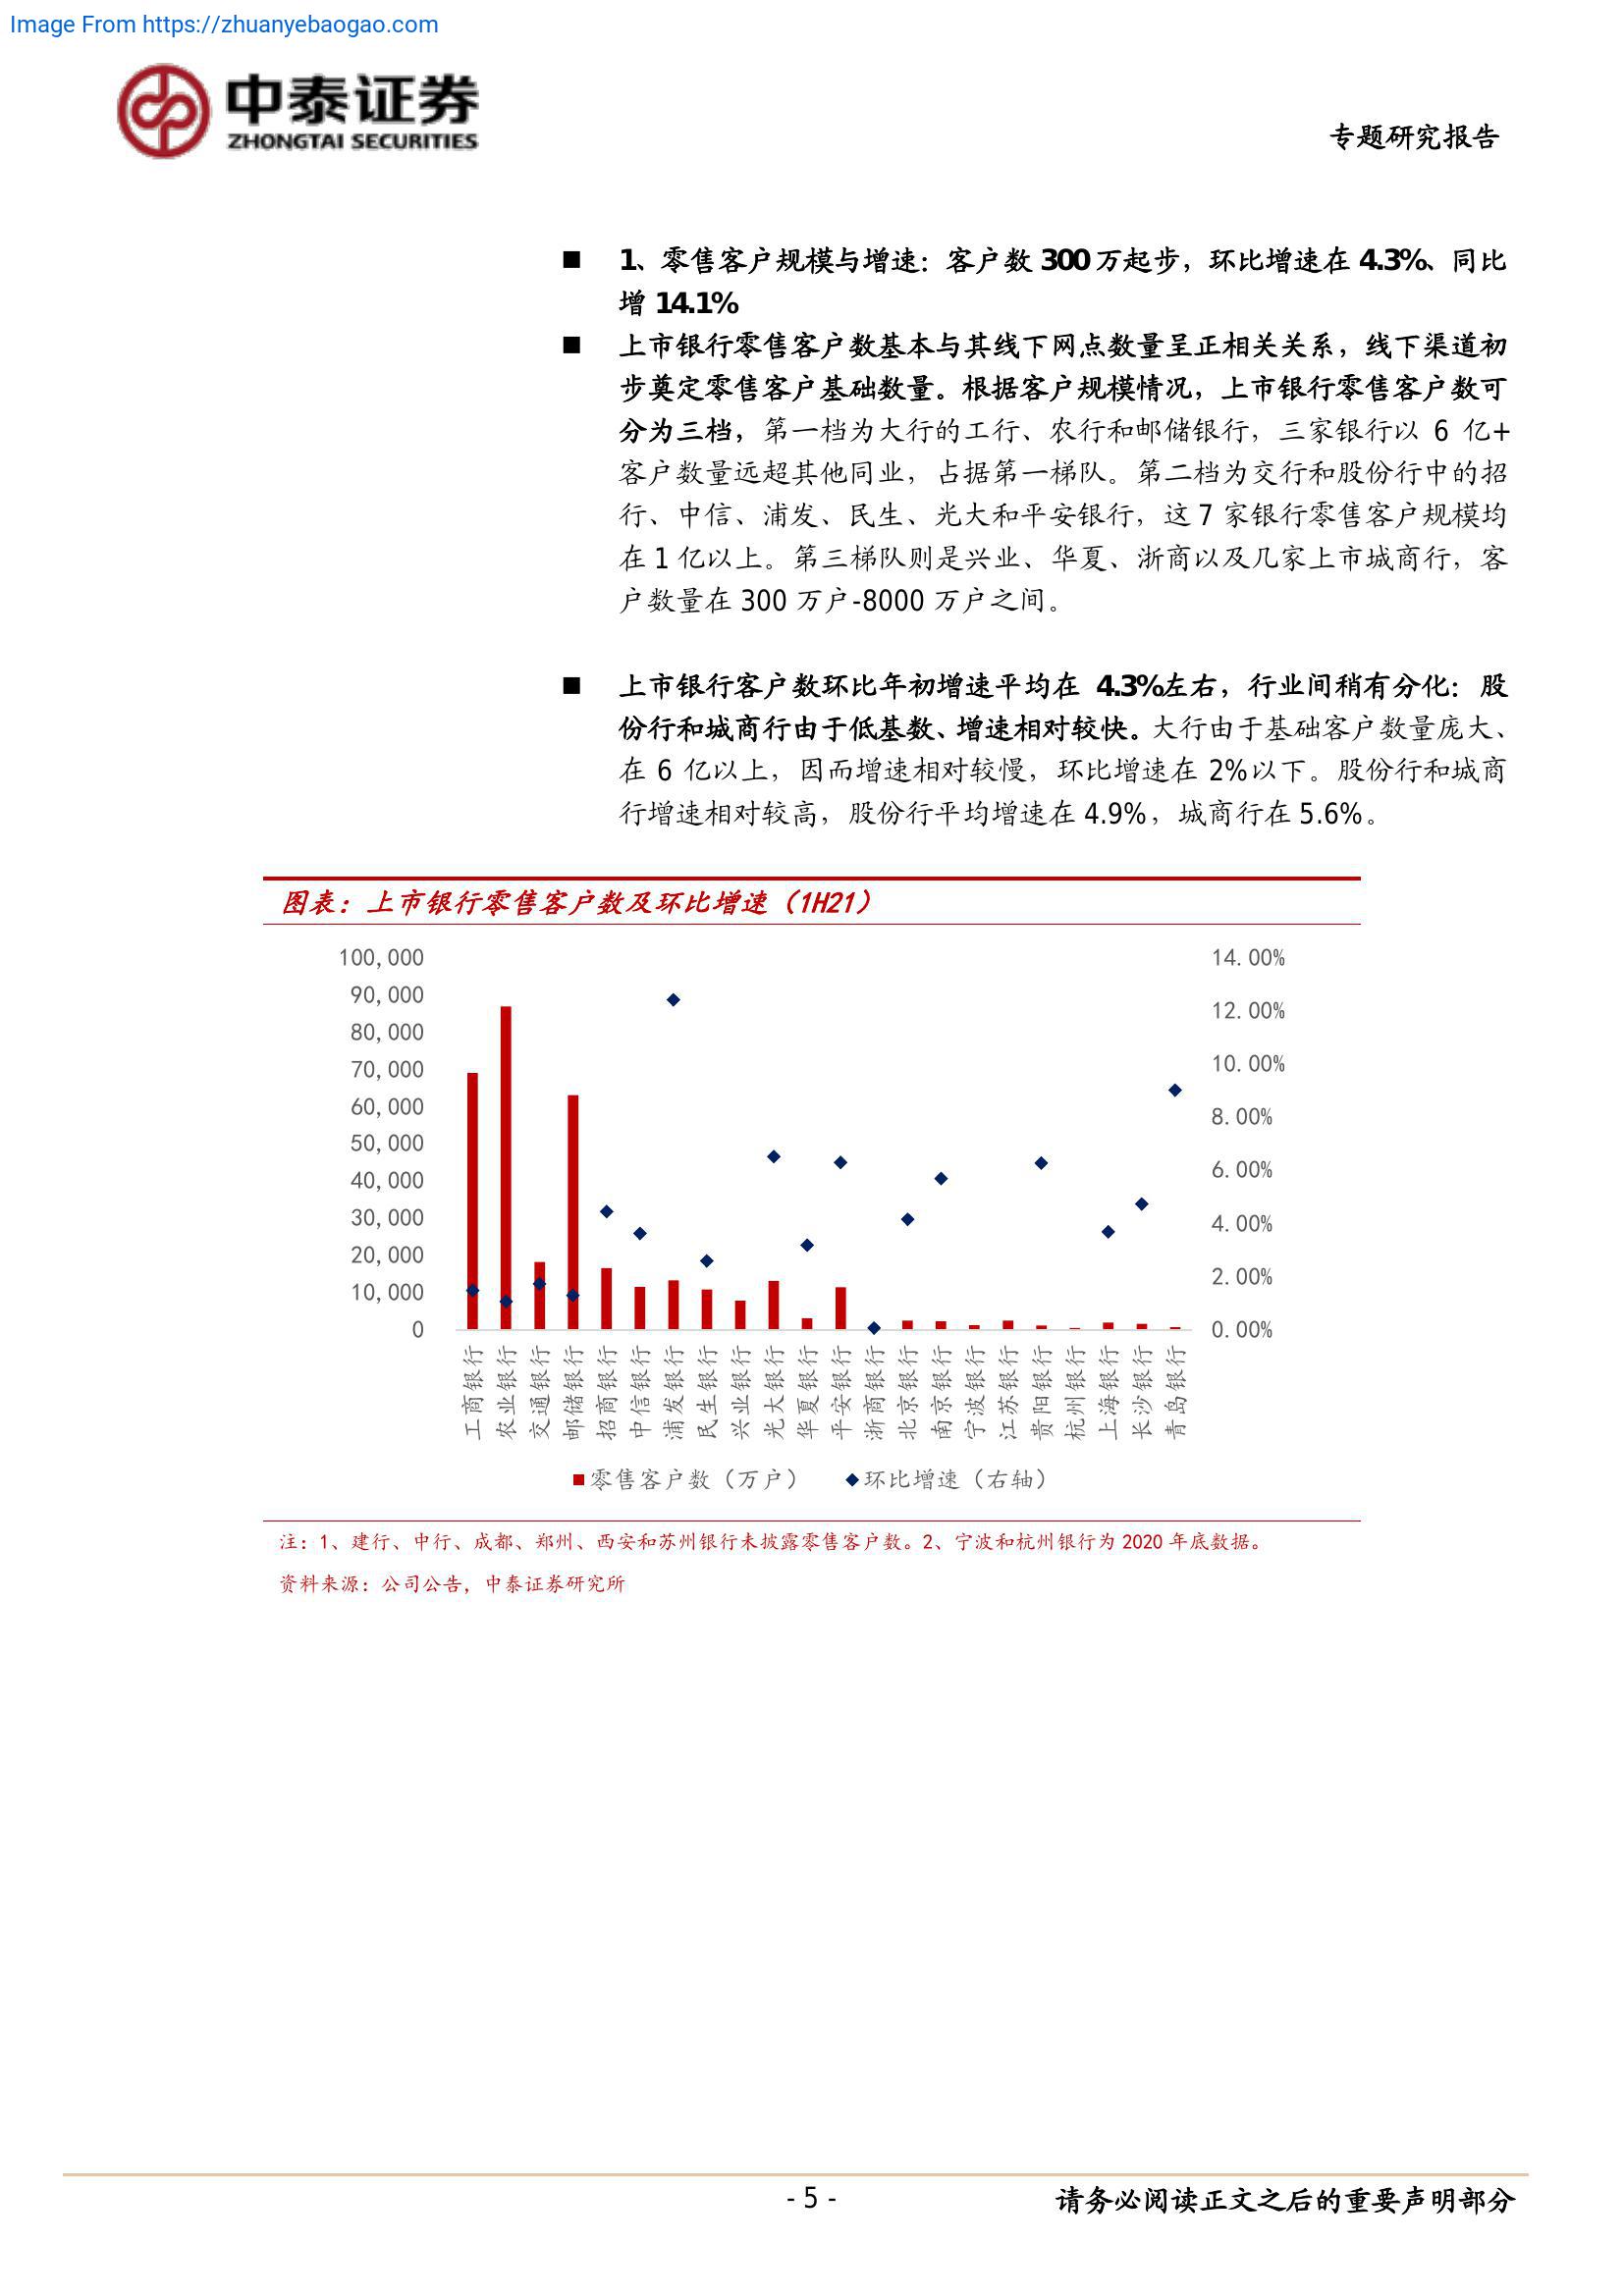 Image From https://zhuanyebaogao.com
中泰证券
ZHONGTAI SECURITIES
专题研究报告
■ 1、零售客户规模与增速：客户数 300 万起步，环比增速在 4.3%、同比
增 14.1%
■ 上市银行零售客户数基本与其线下网点数量呈正相关关系，线下渠道初
步奠定零售客户基础数量。根据客户规模情况，上市银行零售客户数可
分为三档，第一档为大行的工行、农行和邮储银行，三家银行以 6 亿+
客户数量远超其他同业，占据第一梯队。第二档为交行和股份行中的招
行、中信、浦发、民生、光大和平安银行，这 7 家银行零售客户规模均
在 1 亿以上。第三梯队则是兴业、华夏、浙商以及几家上市城商行，客
户数量在 300 万户-8000 万户之间。
■ 上市银行客户数环比年初增速平均在 4.3%左右，行业间稍有分化：股
份行和城商行由于低基数、增速相对较快。大行由于基础客户数量庞大、
在 6 亿以上，因而增速相对较慢，环比增速在 2%以下。股份行和城商
行增速相对较高，股份行平均增速在 4.9%，城商行在 5.6%。
图表：上市银行零售客户数及环比增速（1H21）
100,000
90,000
80,000
70,000
60,000
50,000
40,000
30,000
20,000
10,000
0
14.00%
12.00%
10.00%
8.00%
6.00%
4.00%
2.00%
0.00%
工商银行
农业银行
交通银行
邮储银行
招商银行
中信银行
浦发银行
民生银行
兴业银行
光大银行
华夏银行
平安银行
浙商银行
北京银行
南京银行
宁波银行
江苏银行
贵阳银行
杭州银行
上海银行
长沙银行
青岛银行
零售客户数（万户） 环比增速（右轴）
注：1、建行、中行、成都、郑州、西安和苏州银行未披露零售客户数。2、宁波和杭州银行为 2020 年底数据。
资料来源：公司公告，中泰证券研究所
- 5 -
请务必阅读正文之后的重要声明部分